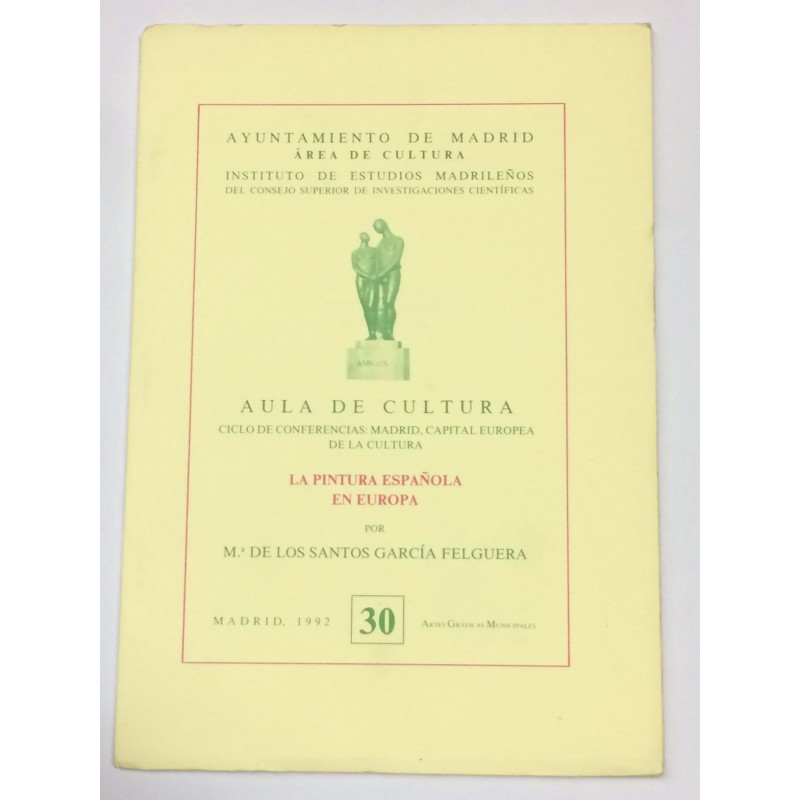 AYUNTAMIENTO DE MADRID
ÁREA DE CULTURA
INSTITUTO DE ESTUDIOS MADRILEÑOS
DEL CONSEJO SUPERIOR DE INVESTIGACIONES CIENTÍFICAS
AMIGOS
AULA DE CULTURA
CICLO DE CONFERENCIAS: MADRID, CAPITAL EUROPEA
DE LA CULTURA
LA PINTURA ESPAÑOLA
EN EUROPA
POR
M.ª DE LOS SANTOS GARCÍA FELGUERA
MADRID, 1992
30
ARTES GRÁFICAS MUNICIPALES